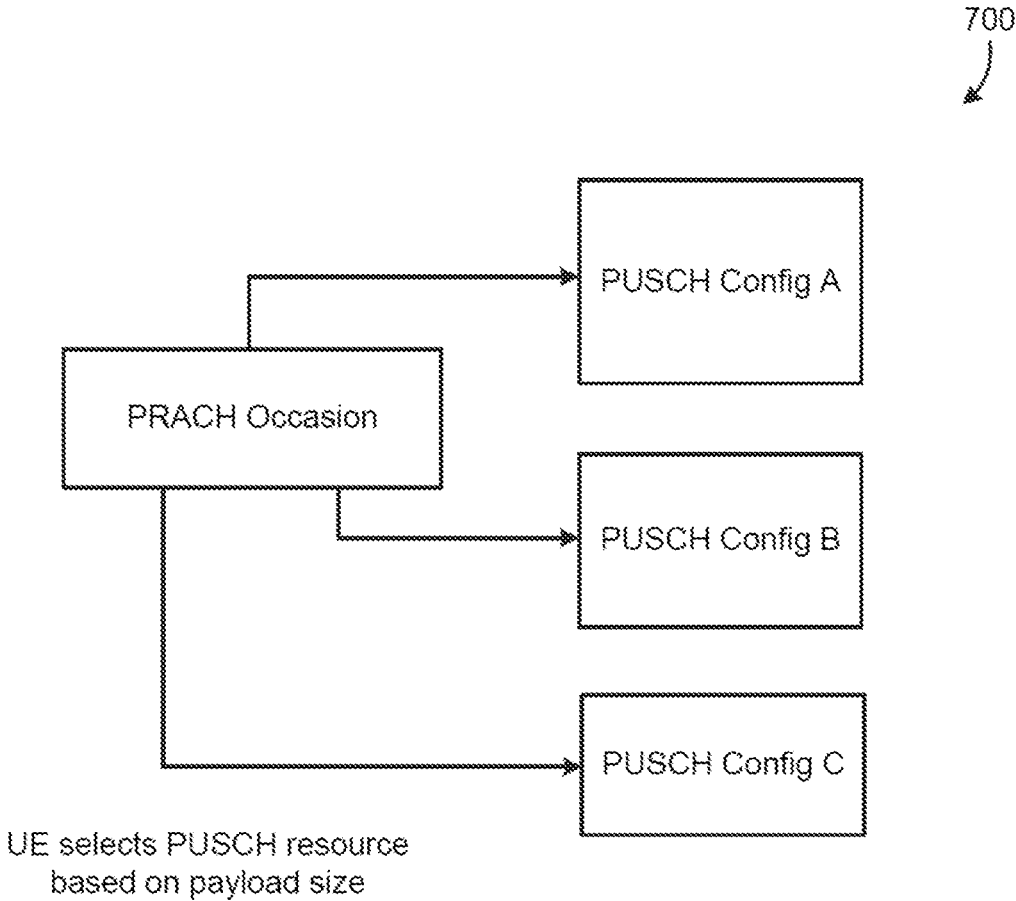 700
PUSCH Config A
PRACH Occasion
PUSCH Config B
PUSCH Config C
UE selects PUSCH resource
based on payload size